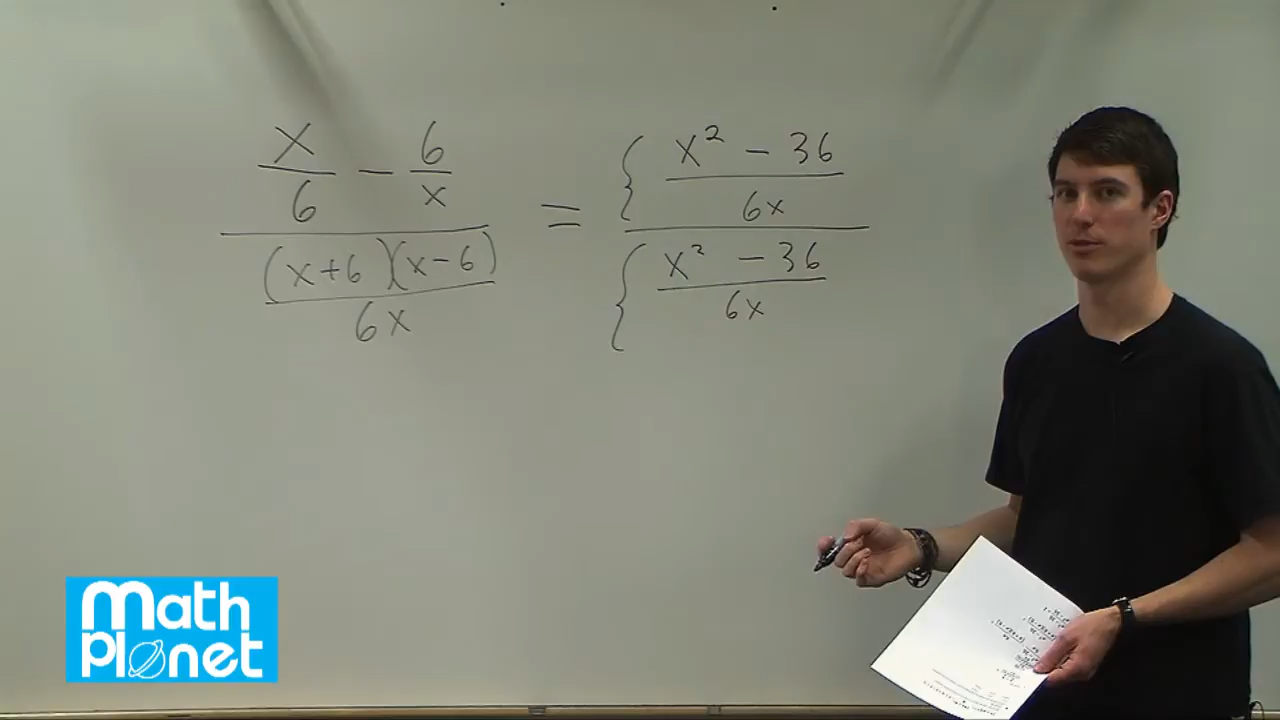 x/6 - 6/x = { x² - 36 / 6x
(x+6)(x-6) / 6x { x² - 36 / 6x
Math
Planet